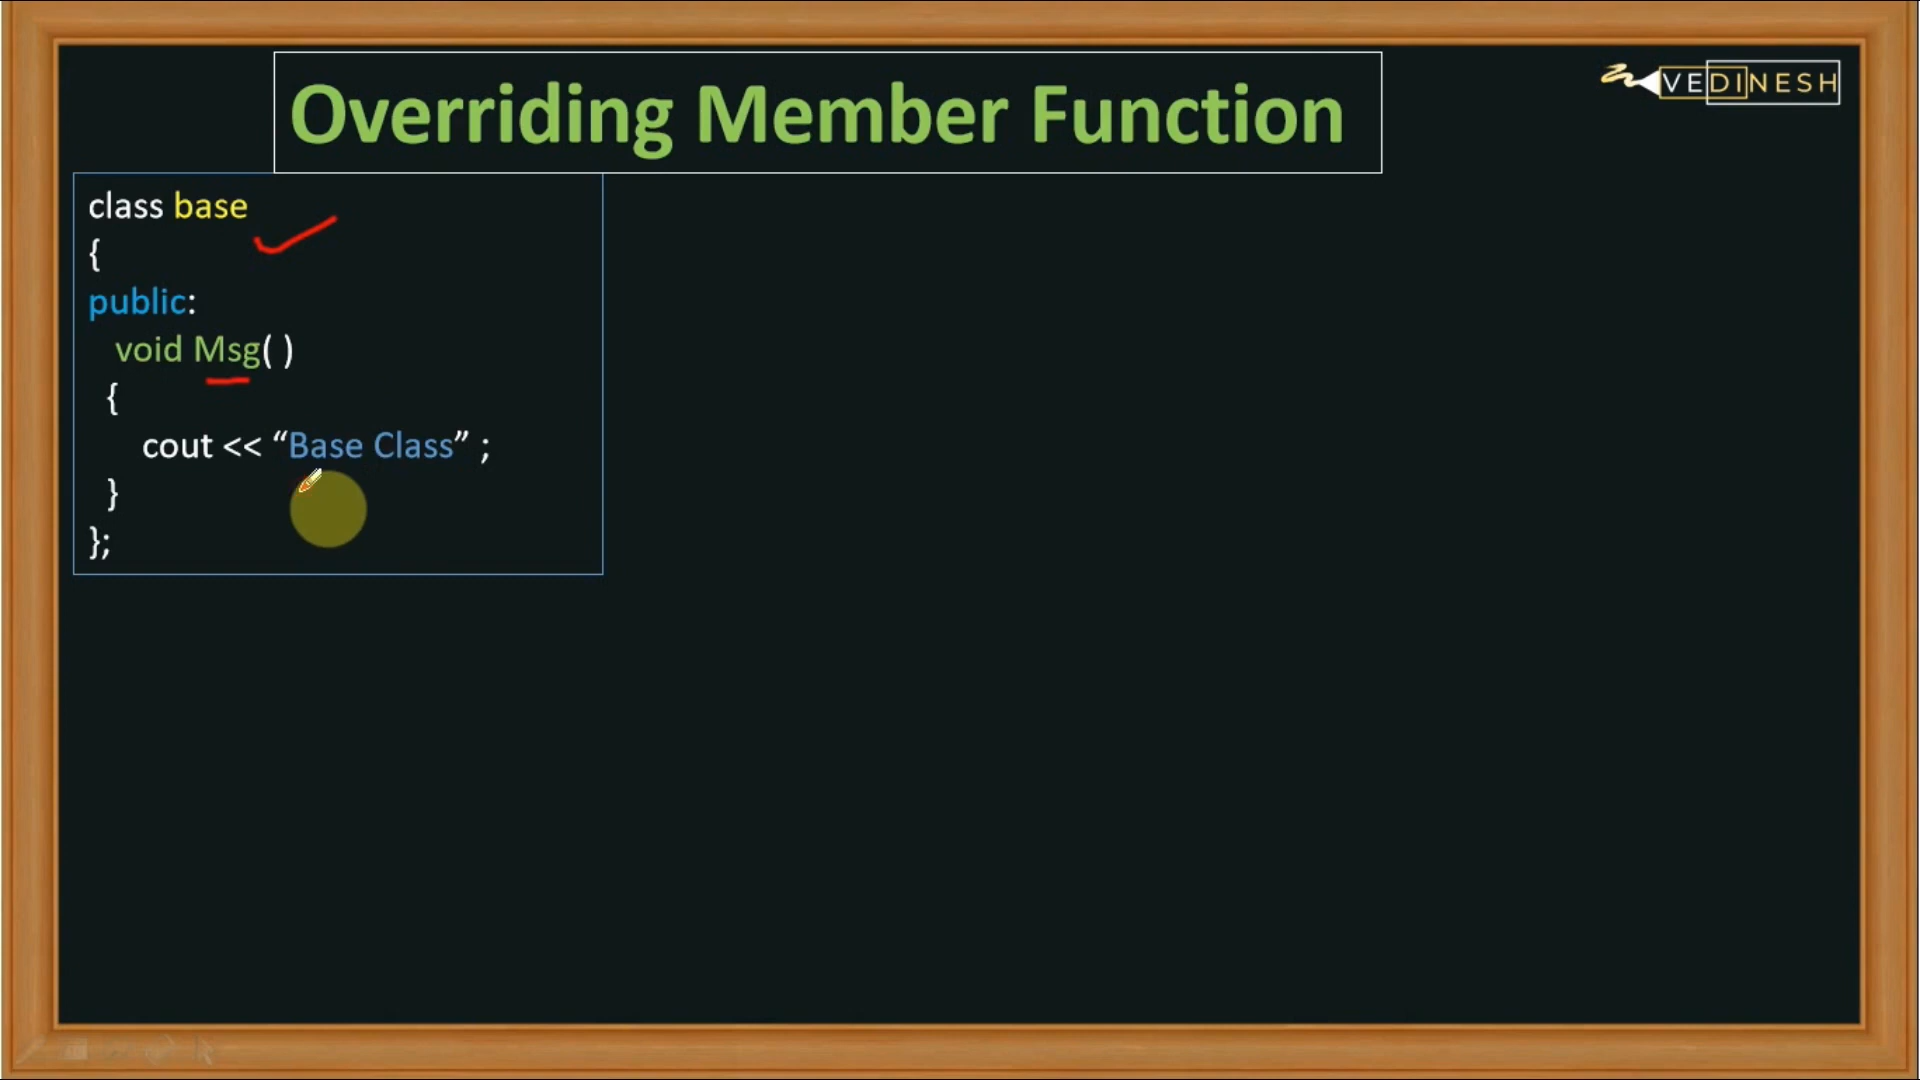 Overriding Member Function
VEDINESH
class base
{
public:
void Msg( )
{
cout << “Base Class” ;
}
};